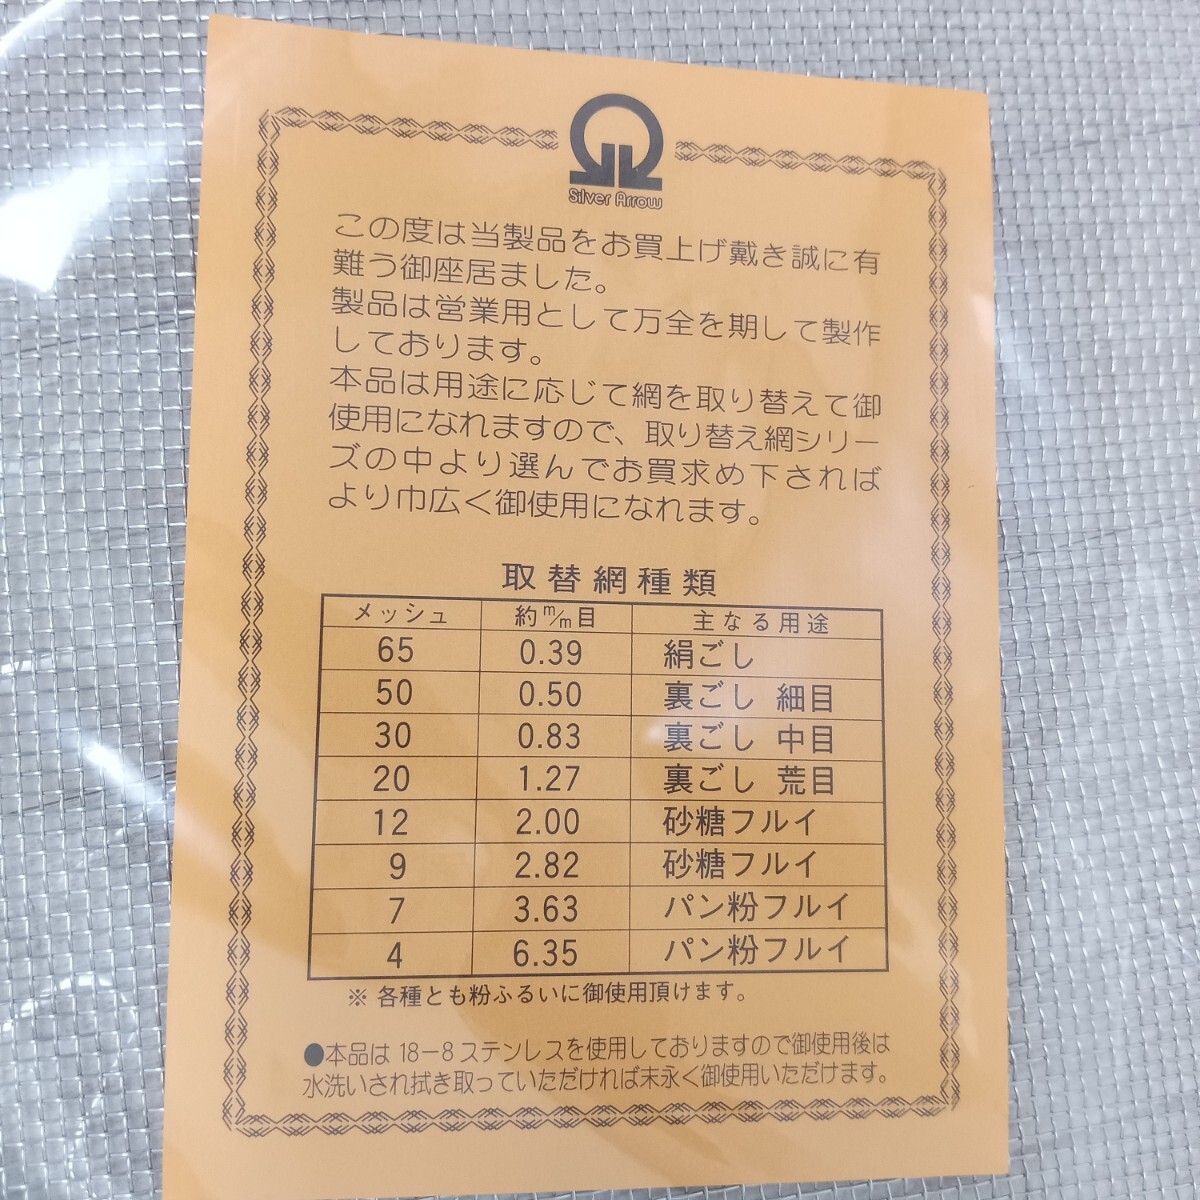 Silver Arrow
この度は当製品をお買上げ戴き誠に有
難う御座居ました。
製品は営業用として万全を期して製作
しております。
本品は用途に応じて網を取り替えて御
使用になれますので、取り替え網シリー
ズの中より選んでお買求め下されば
より巾広く御使用になれます。
取替網種類
メッシュ 約m/m目 主なる用途
65 0.39 絹ごし
50 0.50 裏ごし 細目
30 0.83 裏ごし 中目
20 1.27 裏ごし 荒目
12 2.00 砂糖フルイ
9 2.82 砂糖フルイ
7 3.63 パン粉フルイ
4 6.35 パン粉フルイ
※ 各種とも粉ふるいに御使用頂けます。
●本品は 18−8 ステンレスを使用しておりますので御使用後は
水洗いされ拭き取っていただければ末永く御使用いただけます。